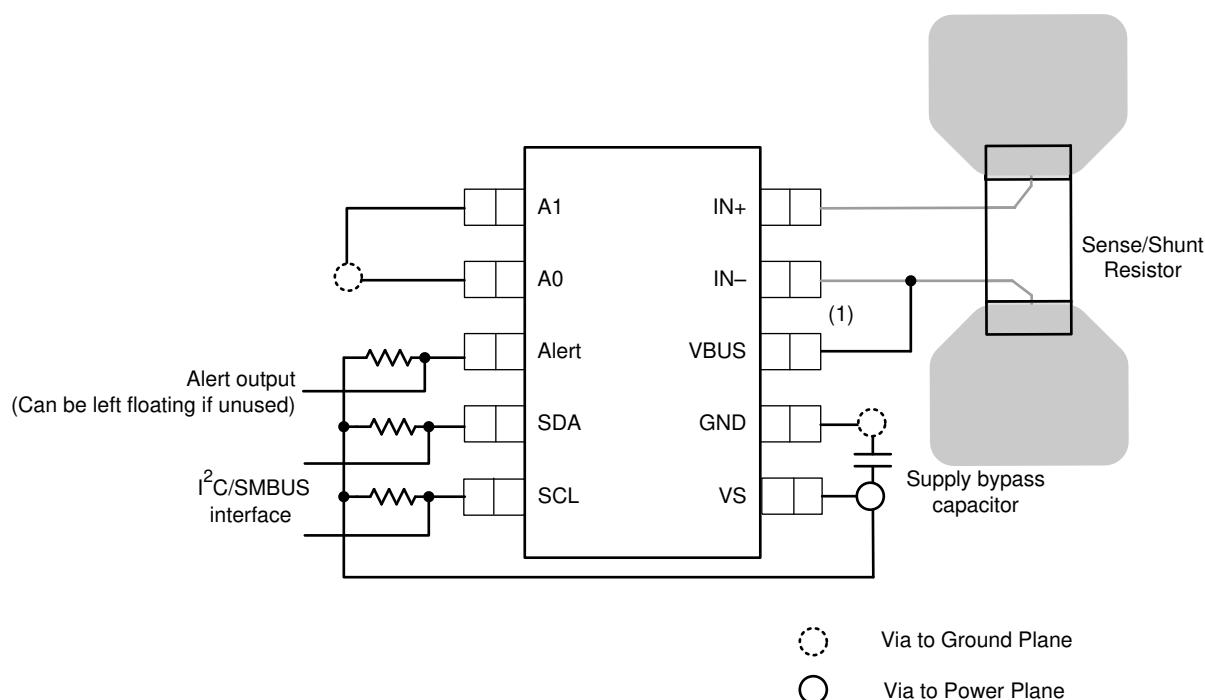 A1
A0
Alert
SDA
SCL
IN+
IN–
(1)
VBUS
GND
VS
Sense/Shunt
Resistor
Alert output
(Can be left floating if unused)
I²C/SMBUS
interface
Supply bypass
capacitor
Via to Ground Plane
Via to Power Plane